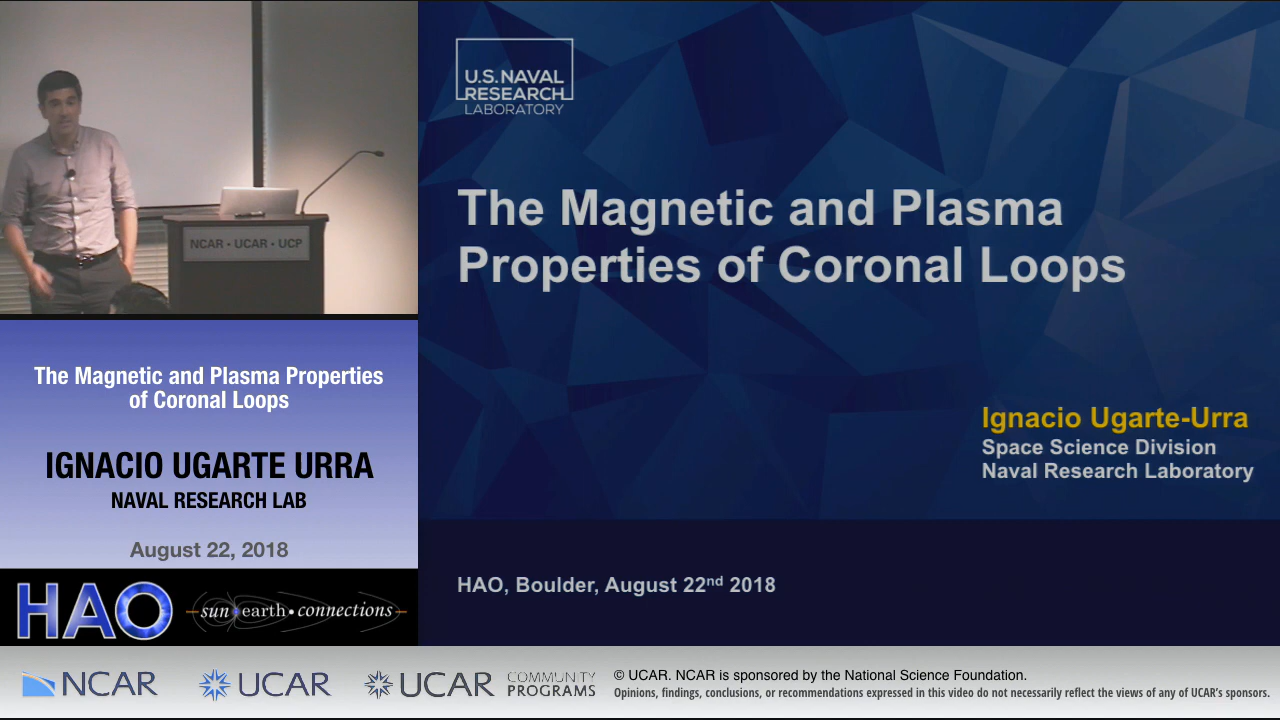 NCAR • UCAR • UCP
The Magnetic and Plasma Properties
of Coronal Loops
IGNACIO UGARTE URRA
NAVAL RESEARCH LAB
August 22, 2018
HAO
sun earth • connections
U.S. NAVAL
RESEARCH
LABORATORY
The Magnetic and Plasma
Properties of Coronal Loops
Ignacio Ugarte-Urra
Space Science Division
Naval Research Laboratory
HAO, Boulder, August 22nd 2018
NCAR
UCAR
UCAR
COMMUNITY
PROGRAMS
© UCAR. NCAR is sponsored by the National Science Foundation.
Opinions, findings, conclusions, or recommendations expressed in this video do not necessarily reflect the views of any of UCAR's sponsors.